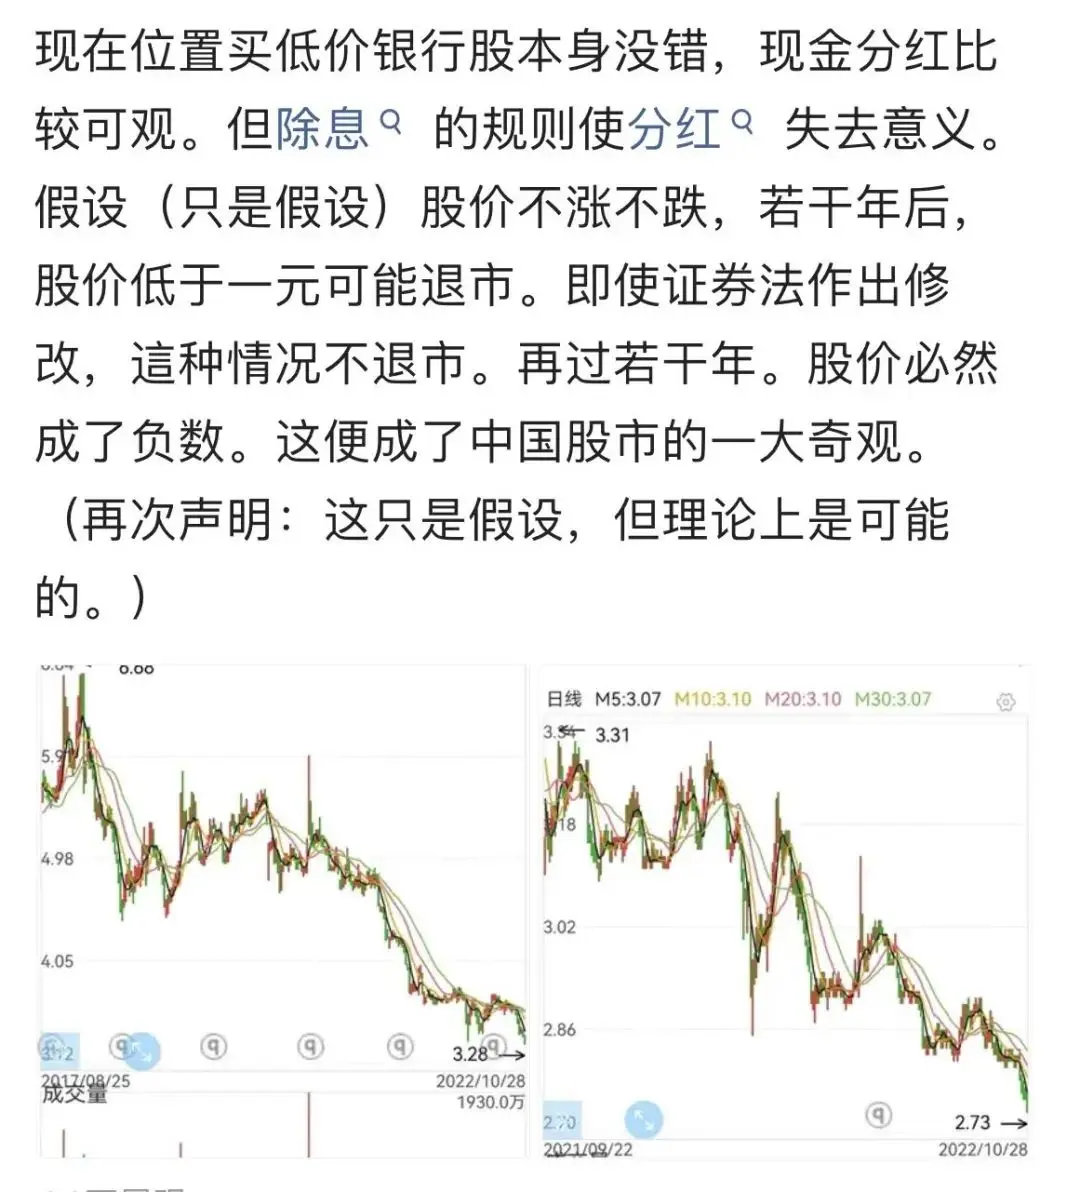 现在位置买低价银行股本身没错，现金分红比
较可观。但除息 的规则使分红 失去意义。
假设（只是假设）股价不涨不跌，若干年后，
股价低于一元可能退市。即使证券法作出修
改，這种情况不退市。再过若干年。股价必然
成了负数。这便成了中国股市的一大奇观。
（再次声明：这只是假设，但理论上是可能
的。）
6.88
5.91
4.98
4.05
3.12
3.28
2017/08/25 2022/10/28
成交量 1930.0万
日线 M5:3.07 M10:3.10 M20:3.10 M30:3.07
3.34 3.31
3.18
3.02
2.86
2.70 2.73
2021/09/22 2022/10/28